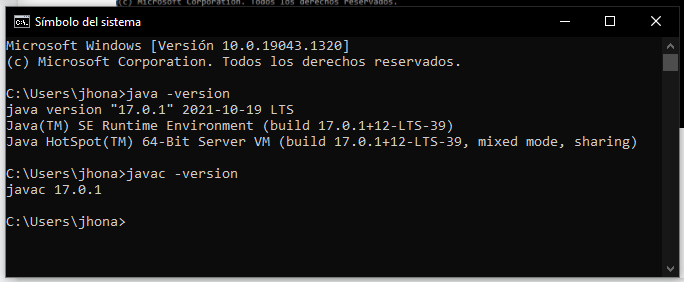 (c) Microsoft Corporation. Todos los derechos reservados.
Símbolo del sistema
Microsoft Windows [Versión 10.0.19043.1320]
(c) Microsoft Corporation. Todos los derechos reservados.
C:\Users\jhona>java -version
java version "17.0.1" 2021-10-19 LTS
Java(TM) SE Runtime Environment (build 17.0.1+12-LTS-39)
Java HotSpot(TM) 64-Bit Server VM (build 17.0.1+12-LTS-39, mixed mode, sharing)
C:\Users\jhona>javac -version
javac 17.0.1
C:\Users\jhona>